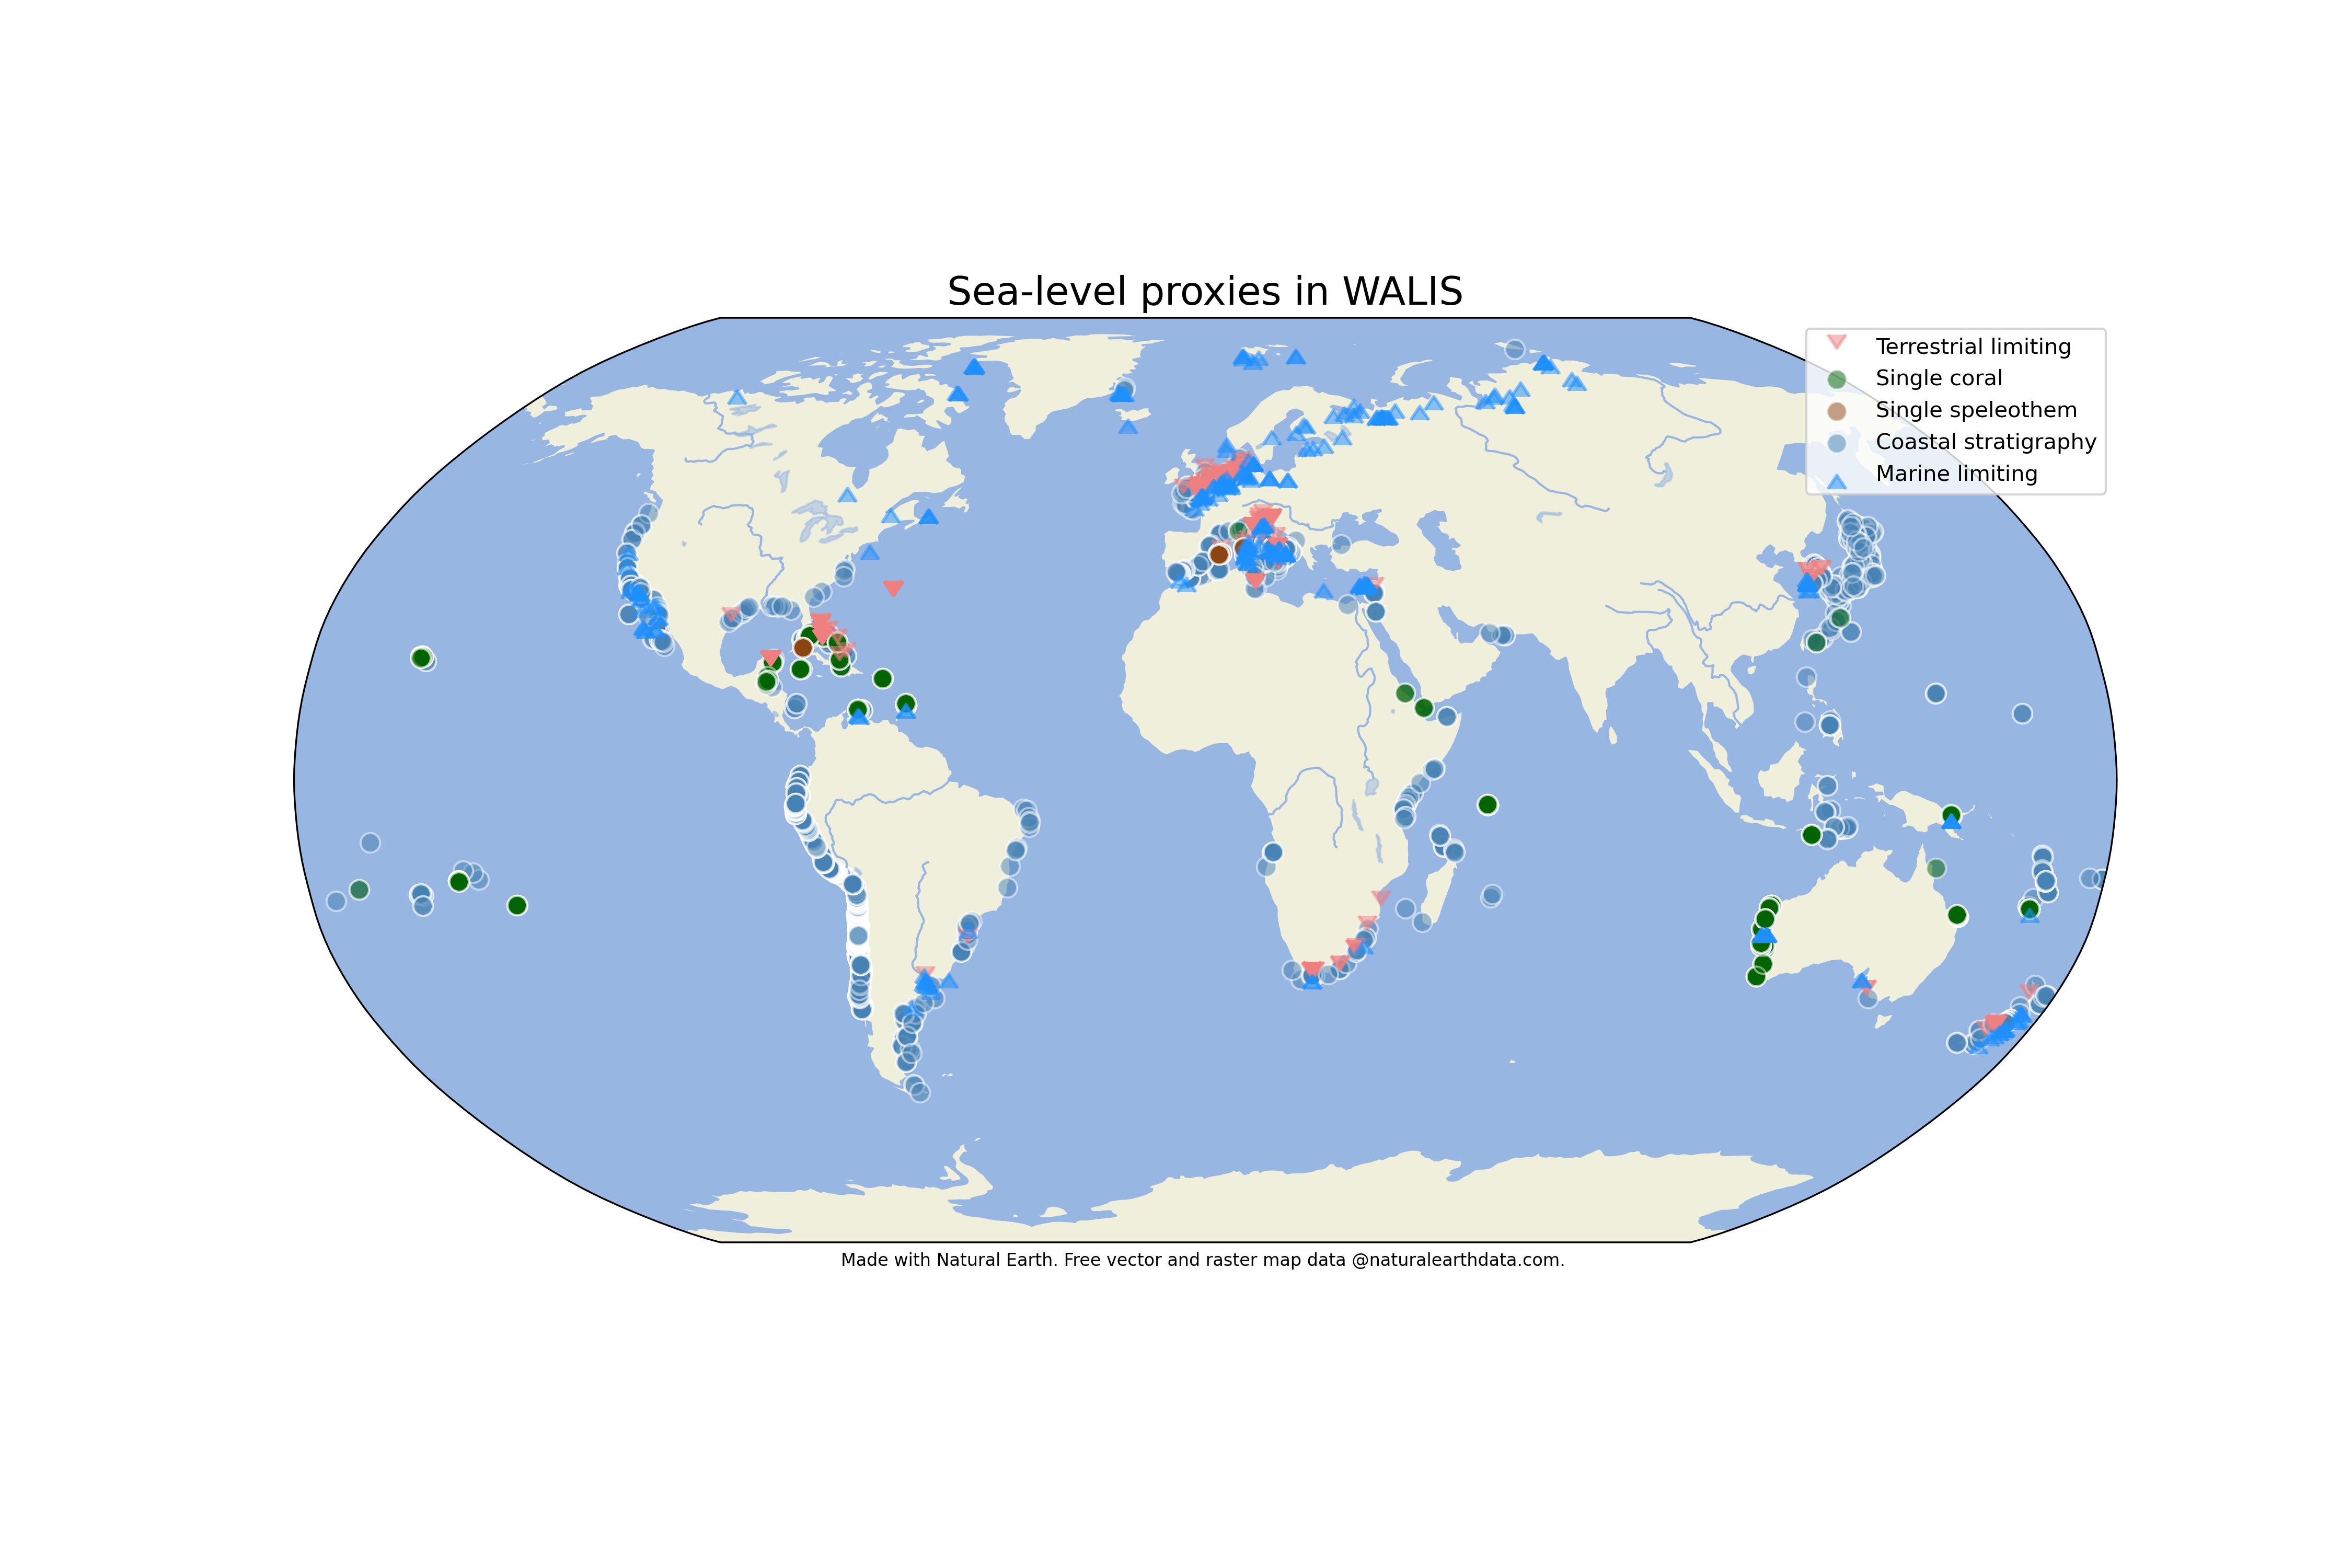 Sea-level proxies in WALIS
Terrestrial limiting
Single coral
Single speleothem
Coastal stratigraphy
Marine limiting
Made with Natural Earth. Free vector and raster map data @naturalearthdata.com.